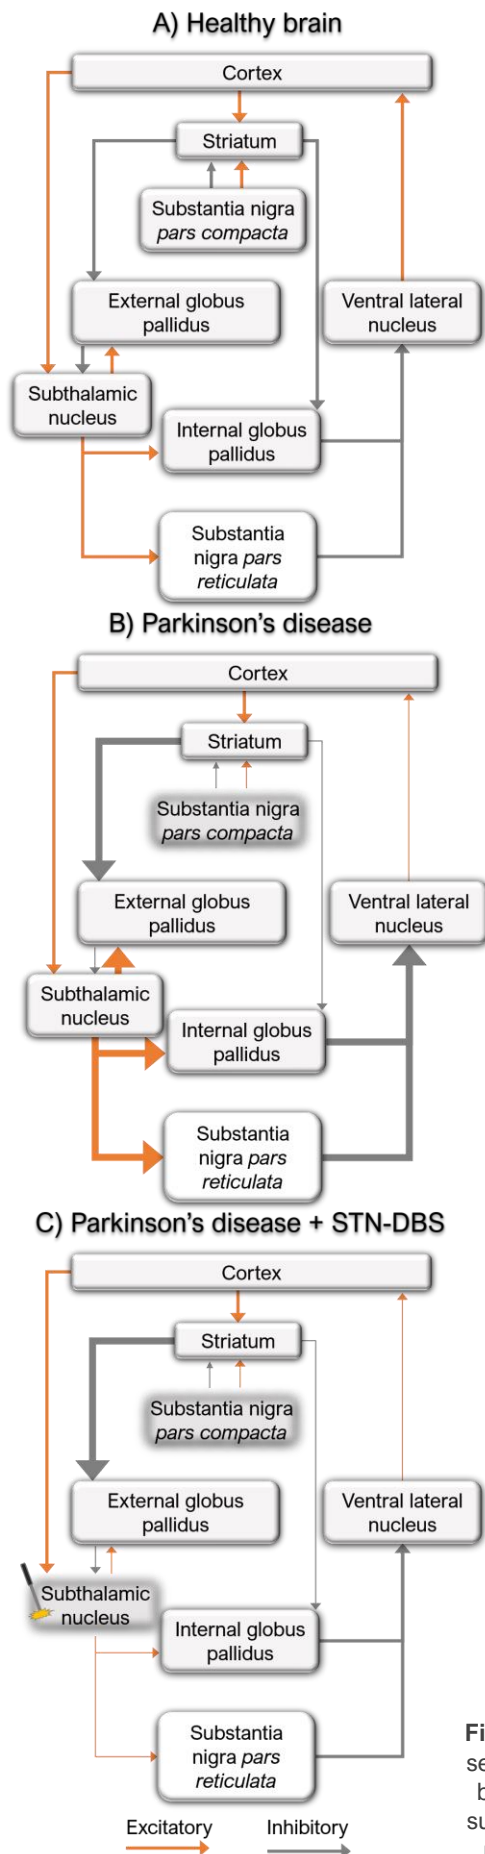 A) Healthy brain
Cortex
Striatum
Substantia nigra
pars compacta
External globus
pallidus
Ventral lateral
nucleus
Subthalamic
nucleus
Internal globus
pallidus
Substantia
nigra pars
reticulata
B) Parkinson's disease
Cortex
Striatum
Substantia nigra
pars compacta
External globus
pallidus
Ventral lateral
nucleus
Subthalamic
nucleus
Internal globus
pallidus
Substantia
nigra pars
reticulata
C) Parkinson's disease + STN-DBS
Cortex
Striatum
Substantia nigra
pars compacta
External globus
pallidus
Ventral lateral
nucleus
Subthalamic
nucleus
Internal globus
pallidus
Substantia
nigra pars
reticulata
Excitatory
Inhibitory
Fi
se
b
su